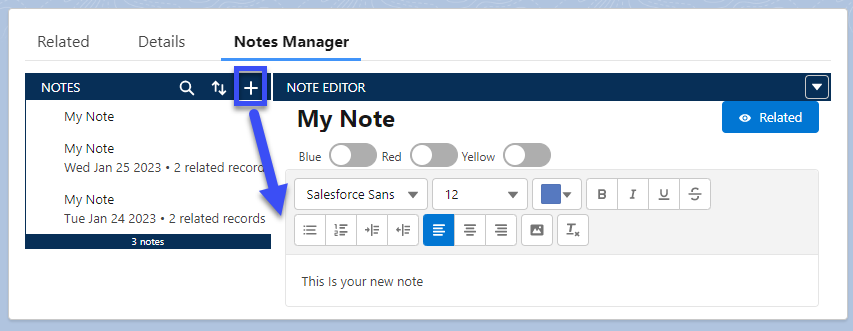 Related Details Notes Manager
NOTES
My Note
My Note
Wed Jan 25 2023 • 2 related record
My Note
Tue Jan 24 2023 • 2 related records
3 notes
NOTE EDITOR
My Note
Related
Blue Red Yellow
Salesforce Sans 12 B I U S
This Is your new note